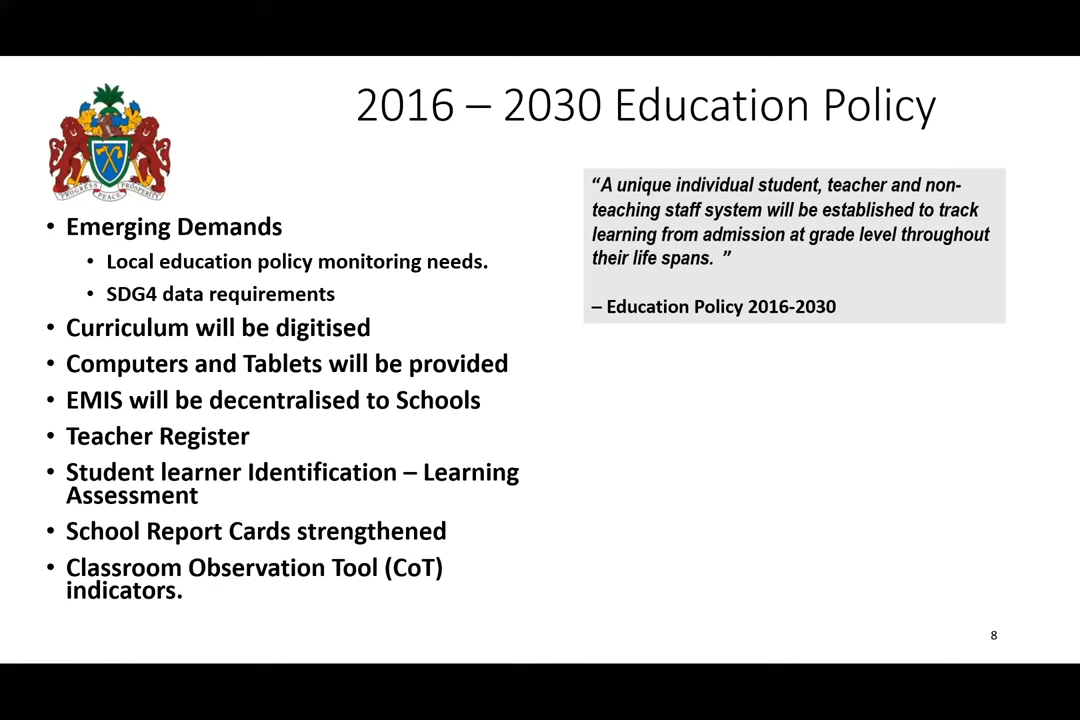 2016 – 2030 Education Policy
PROGRESS PEACE PROSPERITY
• Emerging Demands
• Local education policy monitoring needs.
• SDG4 data requirements
• Curriculum will be digitised
• Computers and Tablets will be provided
• EMIS will be decentralised to Schools
• Teacher Register
• Student learner Identification – Learning
Assessment
• School Report Cards strengthened
• Classroom Observation Tool (CoT)
indicators.
“A unique individual student, teacher and non-
teaching staff system will be established to track
learning from admission at grade level throughout
their life spans. ”
– Education Policy 2016-2030
8